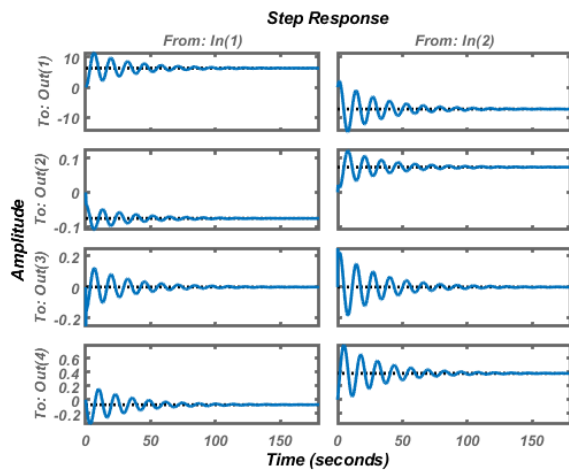 Step Response
From: In(1)
From: In(2)
To: Out(1)
10
0
-10
To: Out(2)
0.1
0
-0.1
Amplitude
To: Out(3)
0.2
0
-0.2
To: Out(4)
0.6
0.4
0.2
0
-0.2
0
50
100
150
0
50
100
150
Time (seconds)